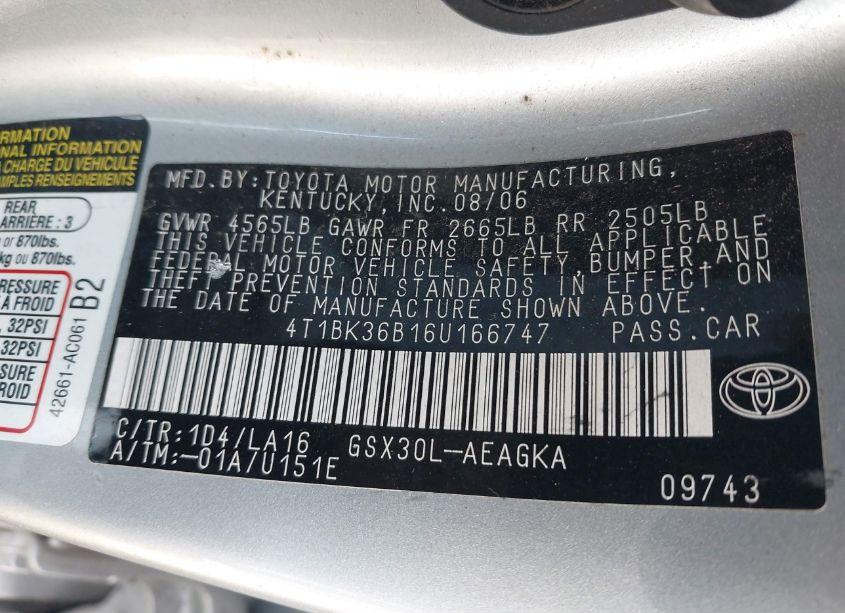 RMATION
NAL INFORMATION
A CHARGE DU VEHICULE
MPLES RENSEIGNEMENTS
REAR
ARRIÈRE : 3
or 870lbs.
kg ou 870lbs.
PRESSURE
À FROID
, 32PSI
32PSI
SURE
ROID
42661-AC061 B2
MFD.BY:TOYOTA MOTOR MANUFACTURING,
KENTUCKY,INC.08/06
GVWR 4565LB GAWR FR 2665LB RR 2505LB
THIS VEHICLE CONFORMS TO ALL APPLICABLE
FEDERAL MOTOR VEHICLE SAFETY,BUMPER,AND
THEFT PREVENTION STANDARDS IN EFFECT ON
THE DATE OF MANUFACTURE SHOWN ABOVE.
4T1BK36B16U166747 PASS.CAR
C/TR:1D4/LA16 GSX30L-AEAGKA
A/TM:-01A/U151E
09743